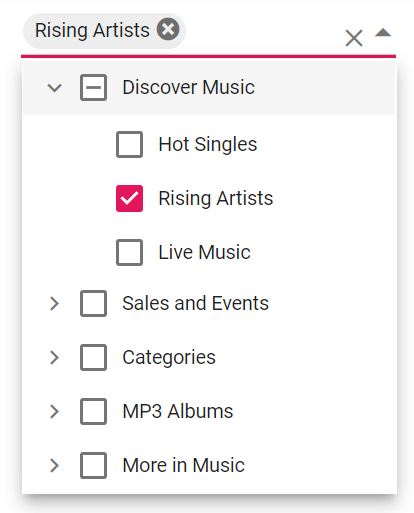 Rising Artists
Discover Music
Hot Singles
Rising Artists
Live Music
Sales and Events
Categories
MP3 Albums
More in Music